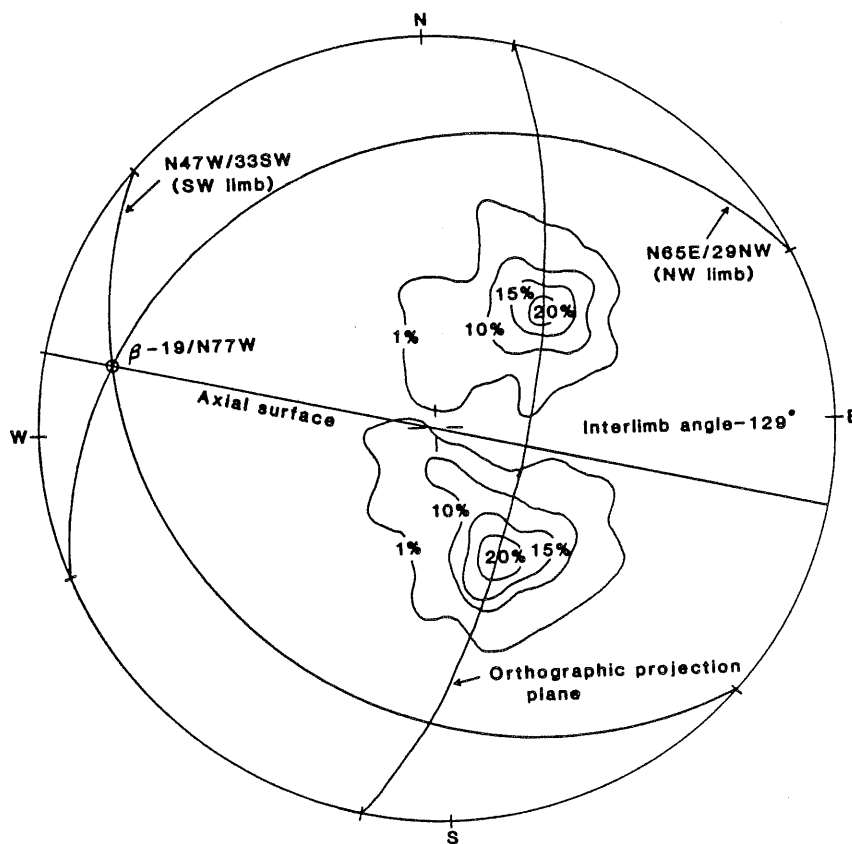 N
N47W/33SW
(SW limb)
N65E/29NW
(NW limb)
15%
20%
10%
1%
β-19/N77W
Axial surface
Interlimb angle-129°
W
E
10%
1%
20%
15%
Orthographic projection
plane
S